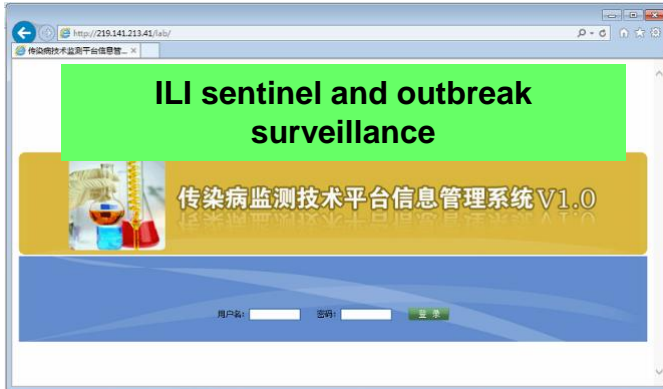 http://219.141.213.41/lab/
传染病技术监测平台信息管...
ILI sentinel and outbreak
surveillance
传染病监测技术平台信息管理系统V1.0
用户名:
密码:
登 录